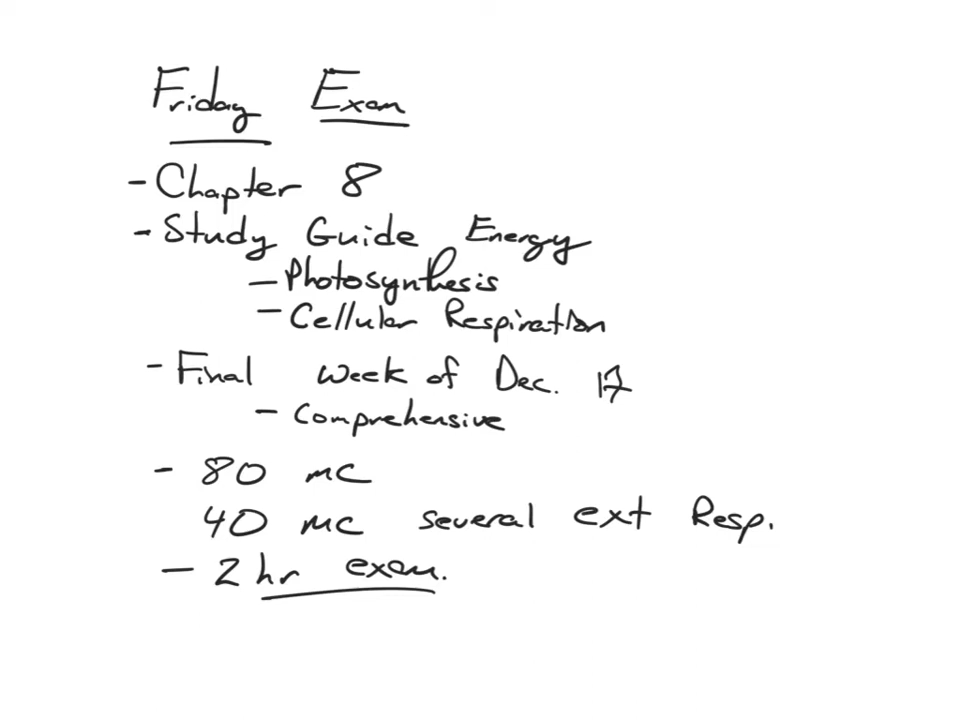 Friday Exam
- Chapter 8
- Study Guide Energy
- Photosynthesis
- Cellular Respiration
- Final week of Dec. 17
- Comprehensive
- 80 mc
40 mc several ext Resp.
- 2 hr exam.